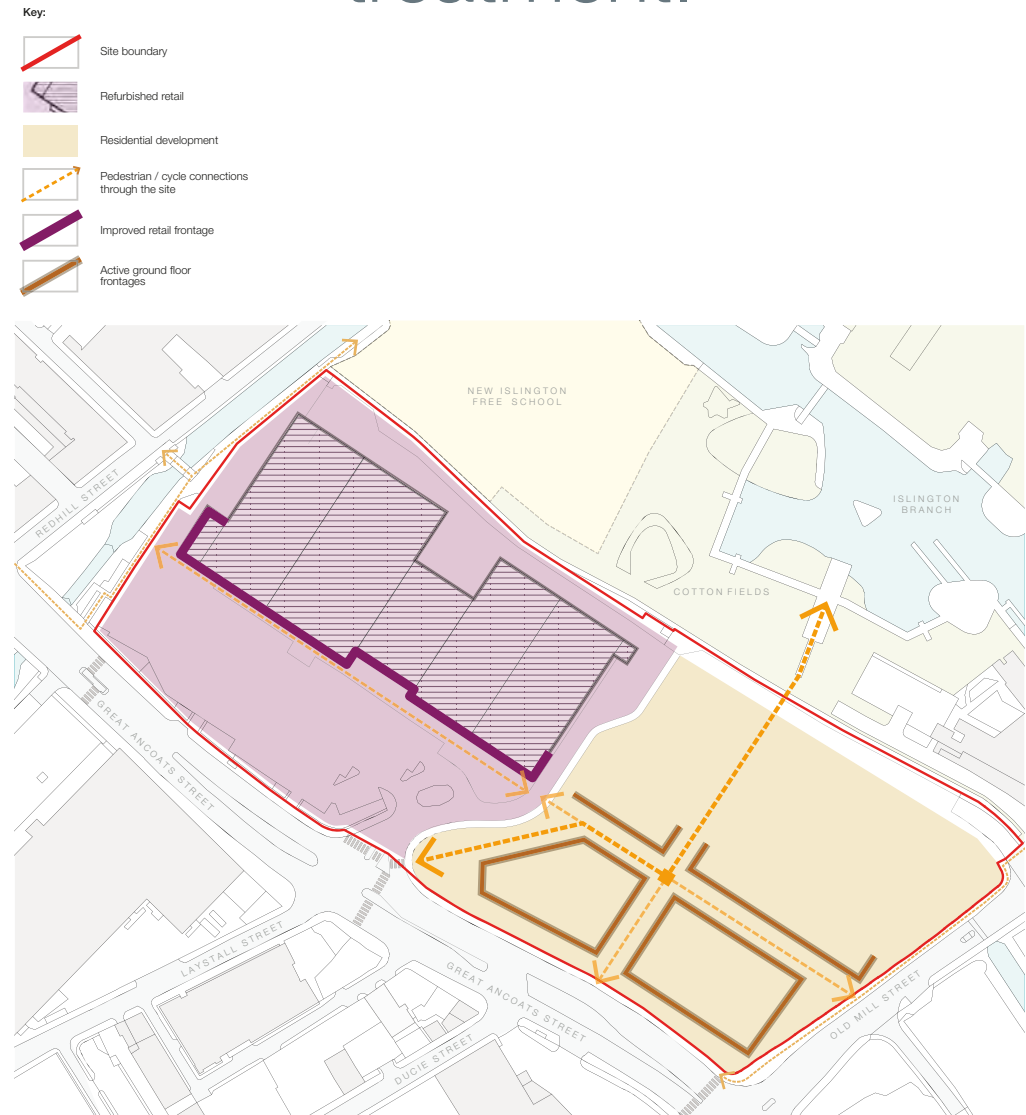 treatment.
Key:
Site boundary
Refurbished retail
Residential development
Pedestrian / cycle connections
through the site
Improved retail frontage
Active ground floor
frontages
NEW ISLINGTON
FREE SCHOOL
REDHILL STREET
ISLINGTON
BRANCH
COTTON FIELDS
GREAT ANCOATS STREET
LAYSTALL STREET
GREAT ANCOATS STREET
OLD MILL STREET
DUCIE STREET